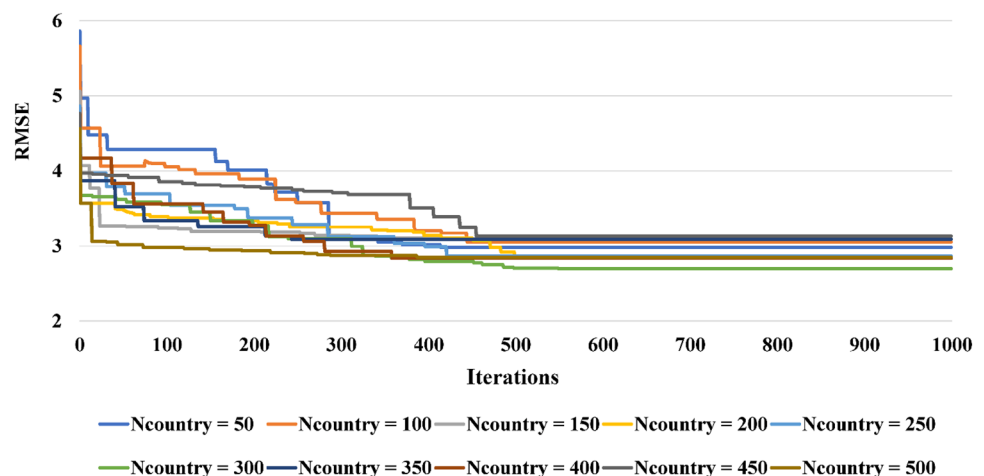 6
5
4
3
2
RMSE
0 100 200 300 400 500 600 700 800 900 1000
Iterations
Ncountry = 50 Ncountry = 100 Ncountry = 150 Ncountry = 200 Ncountry = 250
Ncountry = 300 Ncountry = 350 Ncountry = 400 Ncountry = 450 Ncountry = 500